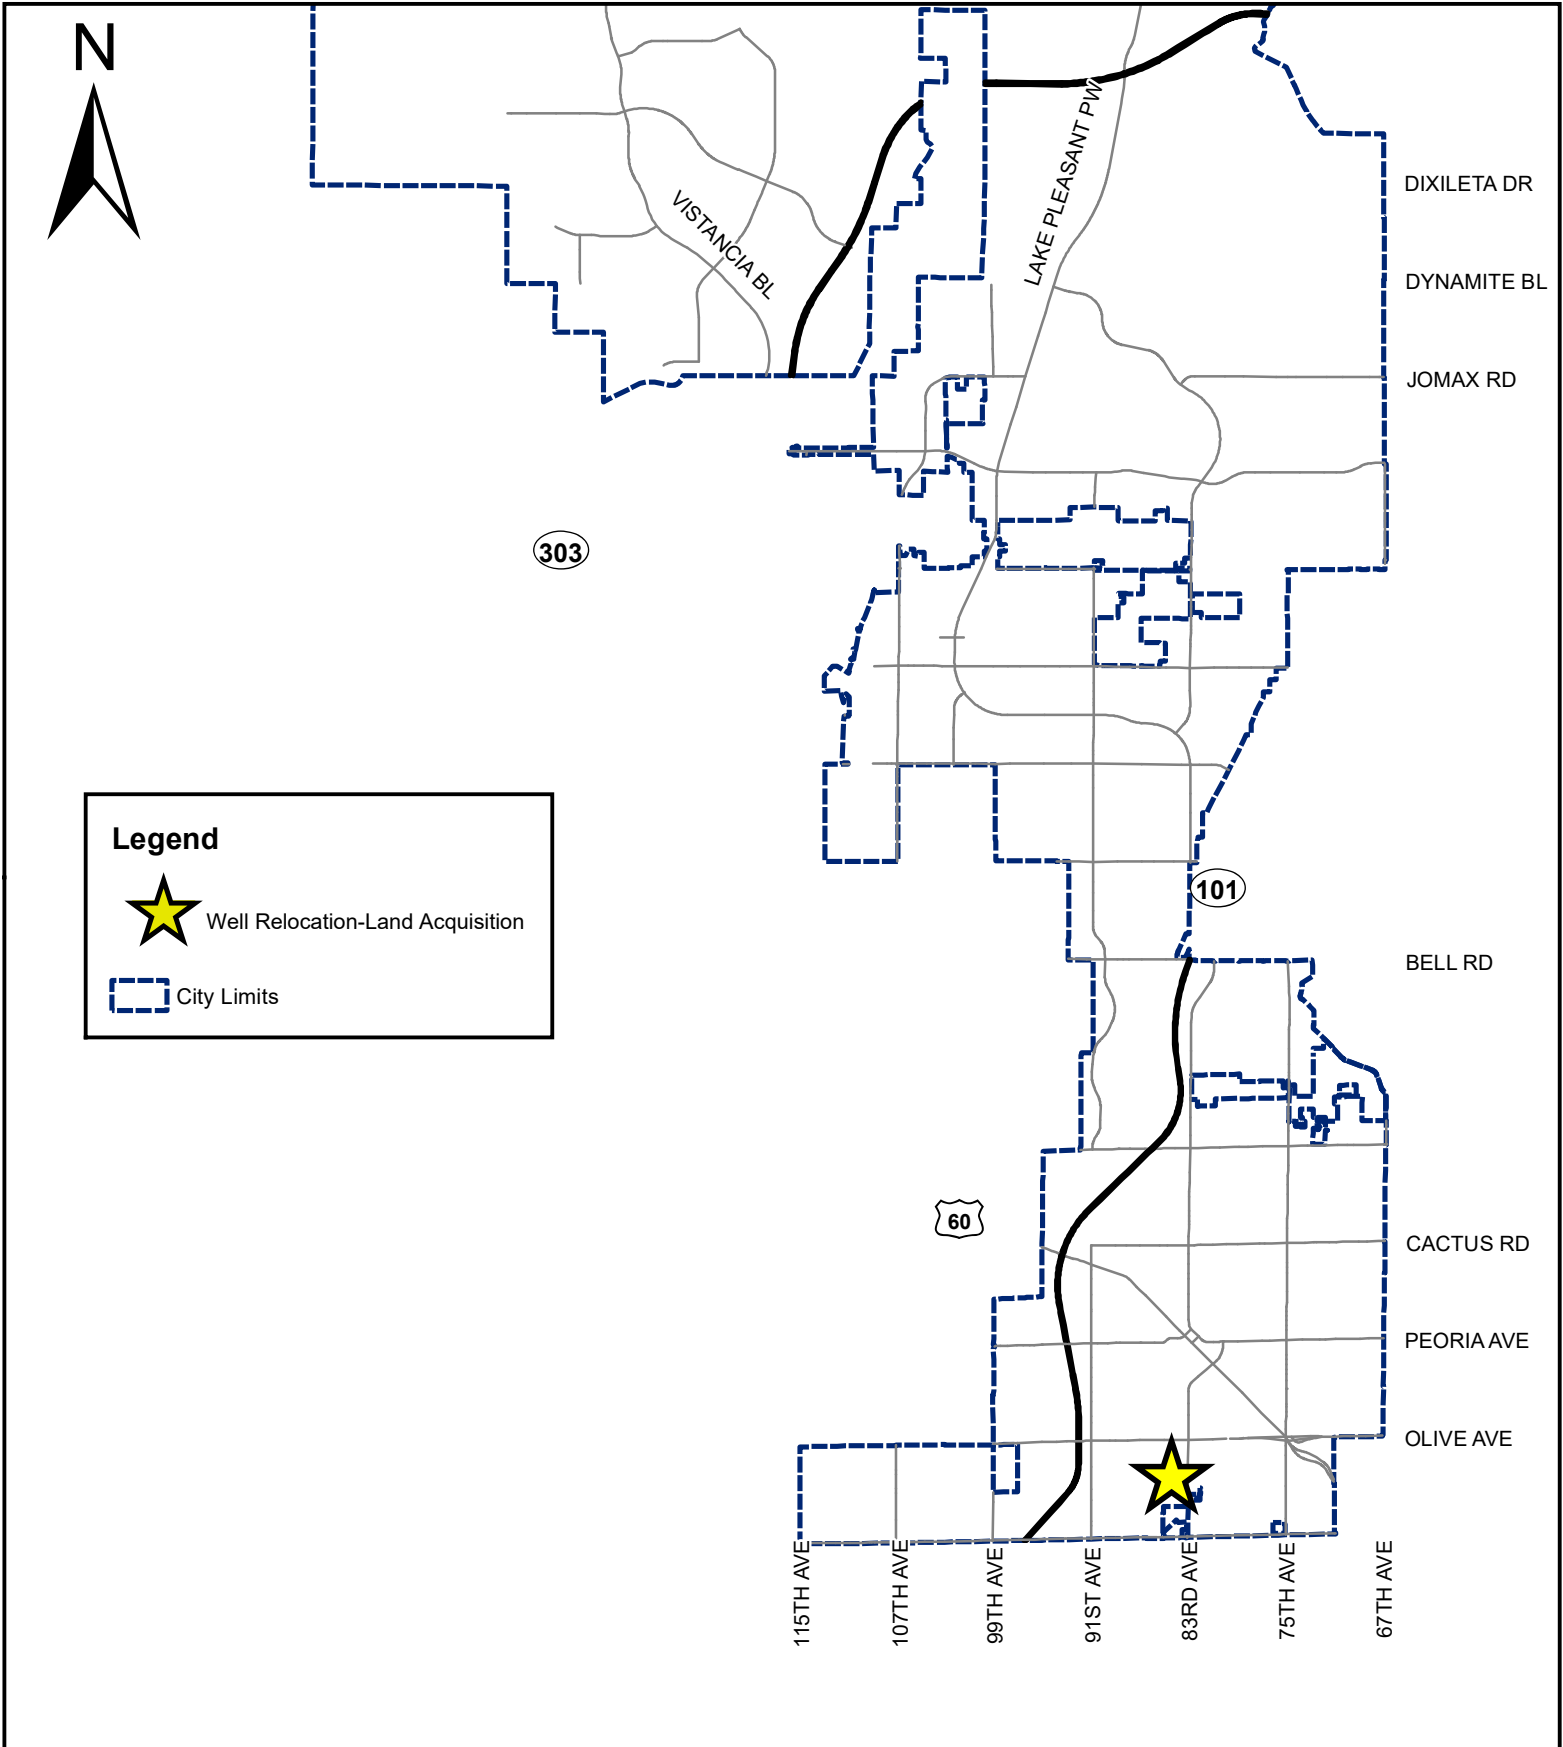 N
LAKE PLEASANT PW
VISTANCIA BL
DIXILETA DR
DYNAMITE BL
JOMAX RD
303
Legend
Well Relocation-Land Acquisition
City Limits
101
BELL RD
60
CACTUS RD
PEORIA AVE
OLIVE AVE
115TH AVE
107TH AVE
99TH AVE
91ST AVE
83RD AVE
75TH AVE
67TH AVE